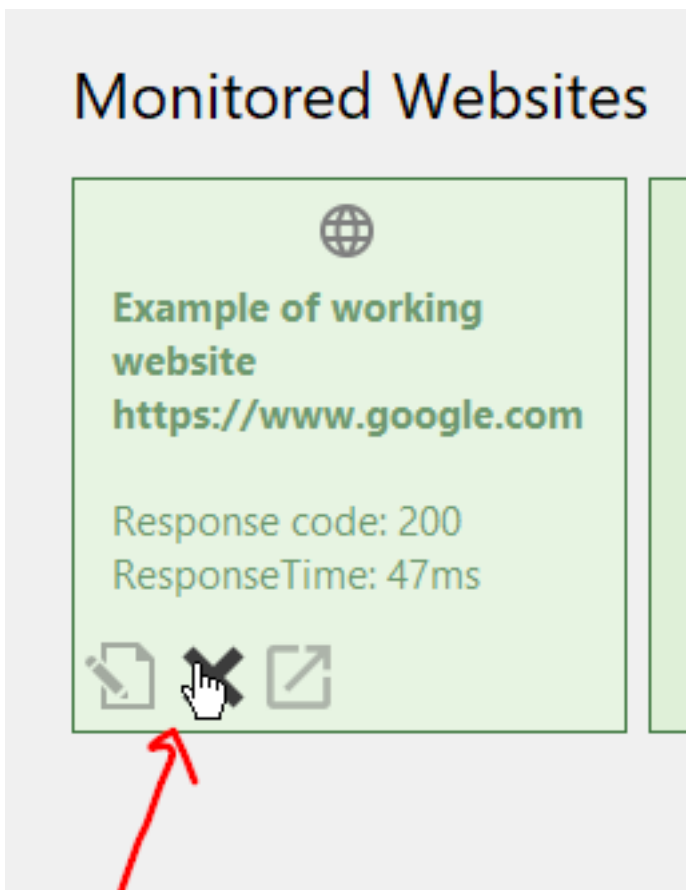 Monitored Websites
Example of working
website
https://www.google.com
Response code: 200
ResponseTime: 47ms